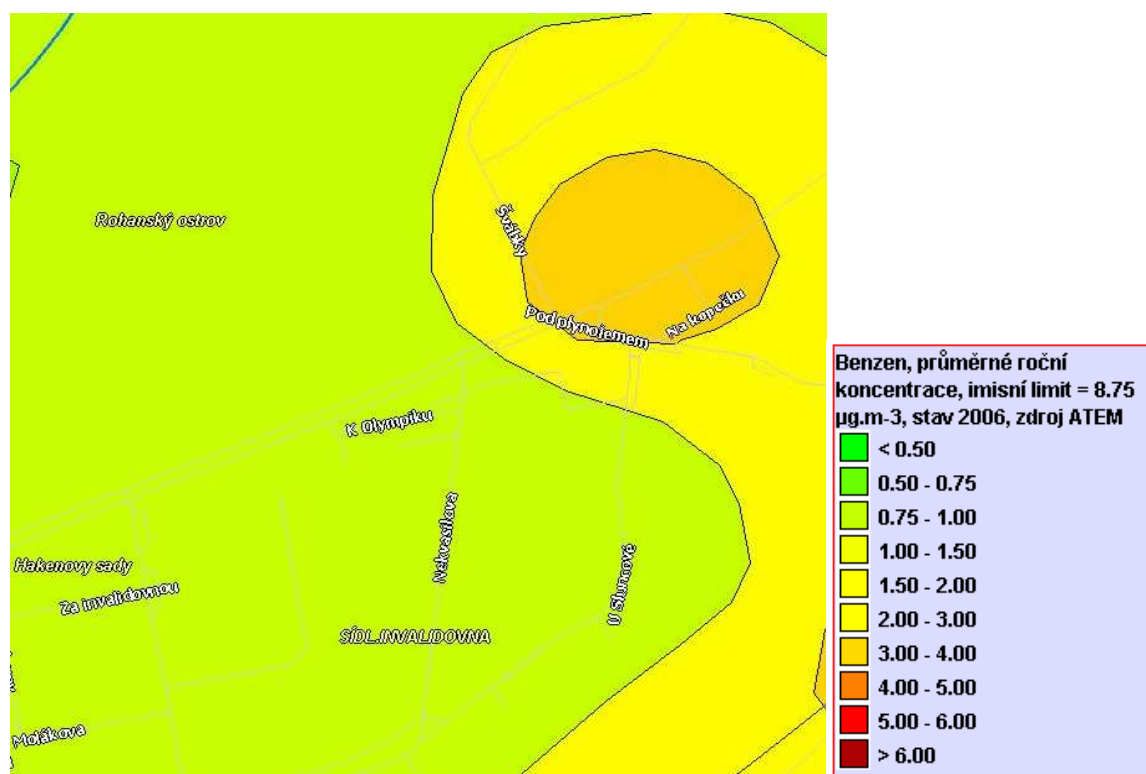 Rohanský ostrov
Švábky
Pod plynojemem
Na kopečku
K Olympiku
Nekvasilova
Hakenovy sady
Za invalidovnou
U Sluncové
SÍDL.INVALIDOVNA
Molákova
Benzen, průměrné roční
koncentrace, imisní limit = 8.75
µg.m-3, stav 2006, zdroj ATEM
< 0.50
0.50 - 0.75
0.75 - 1.00
1.00 - 1.50
1.50 - 2.00
2.00 - 3.00
3.00 - 4.00
4.00 - 5.00
5.00 - 6.00
> 6.00